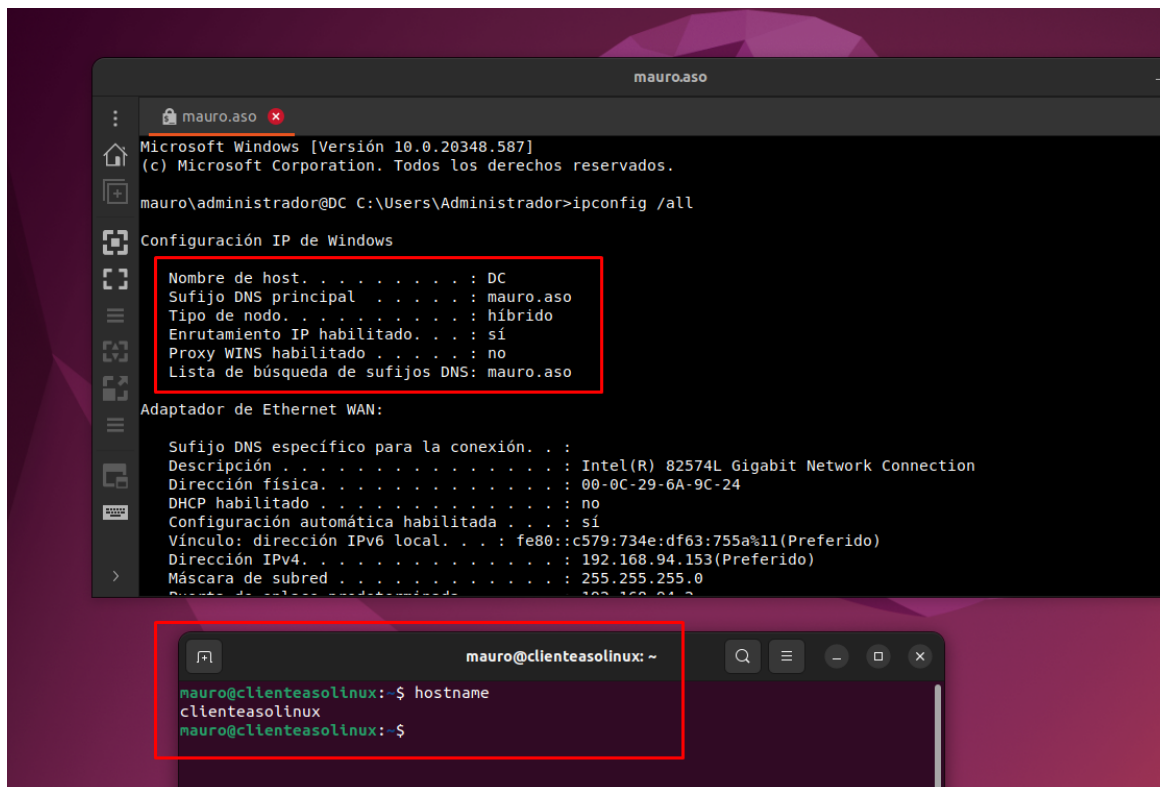 mauro.aso
mauro.aso
Microsoft Windows [Versión 10.0.20348.587]
(c) Microsoft Corporation. Todos los derechos reservados.
mauro\administrador@DC C:\Users\Administrador>ipconfig /all
Configuración IP de Windows
Nombre de host. . . . . . . . . : DC
Sufijo DNS principal  . . . . . : mauro.aso
Tipo de nodo. . . . . . . . . . : híbrido
Enrutamiento IP habilitado. . . : sí
Proxy WINS habilitado . . . . . : no
Lista de búsqueda de sufijos DNS: mauro.aso
Adaptador de Ethernet WAN:
Sufijo DNS específico para la conexión. . :
Descripción . . . . . . . . . . . . . . . : Intel(R) 82574L Gigabit Network Connection
Dirección física. . . . . . . . . . . . . : 00-0C-29-6A-9C-24
DHCP habilitado . . . . . . . . . . . . . : no
Configuración automática habilitada . . . : sí
Vínculo: dirección IPv6 local. . . : fe80::c579:734e:df63:755a%11(Preferido)
Dirección IPv4. . . . . . . . . . . . . . : 192.168.94.153(Preferido)
Máscara de subred . . . . . . . . . . . . : 255.255.255.0
mauro@clienteasolinux: ~
mauro@clienteasolinux:~$ hostname
clienteasolinux
mauro@clienteasolinux:~$